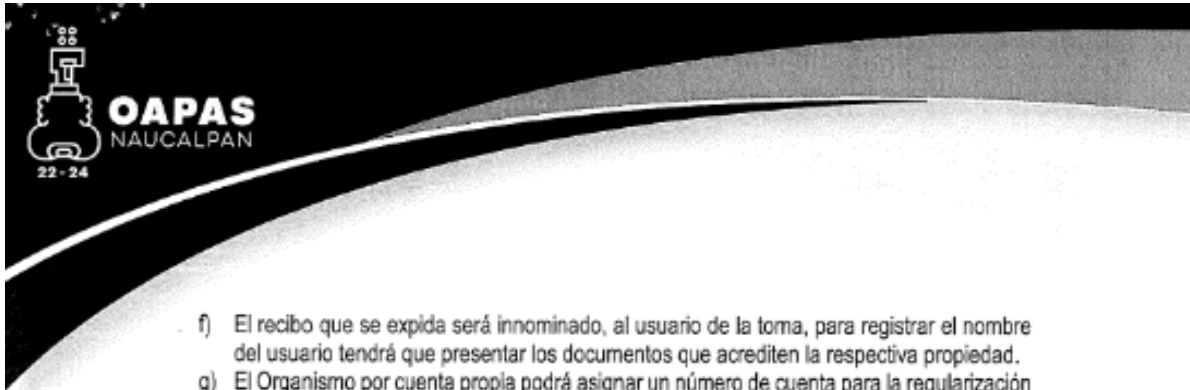 OAPAS
NAUCALPAN
22-24
f) El recibo que se expida será innominado, al usuario de la toma, para registrar el nombre
del usuario tendrá que presentar los documentos que acrediten la respectiva propiedad.
g) El Organismo por cuenta propia podrá asignar un número de cuenta para la regularización